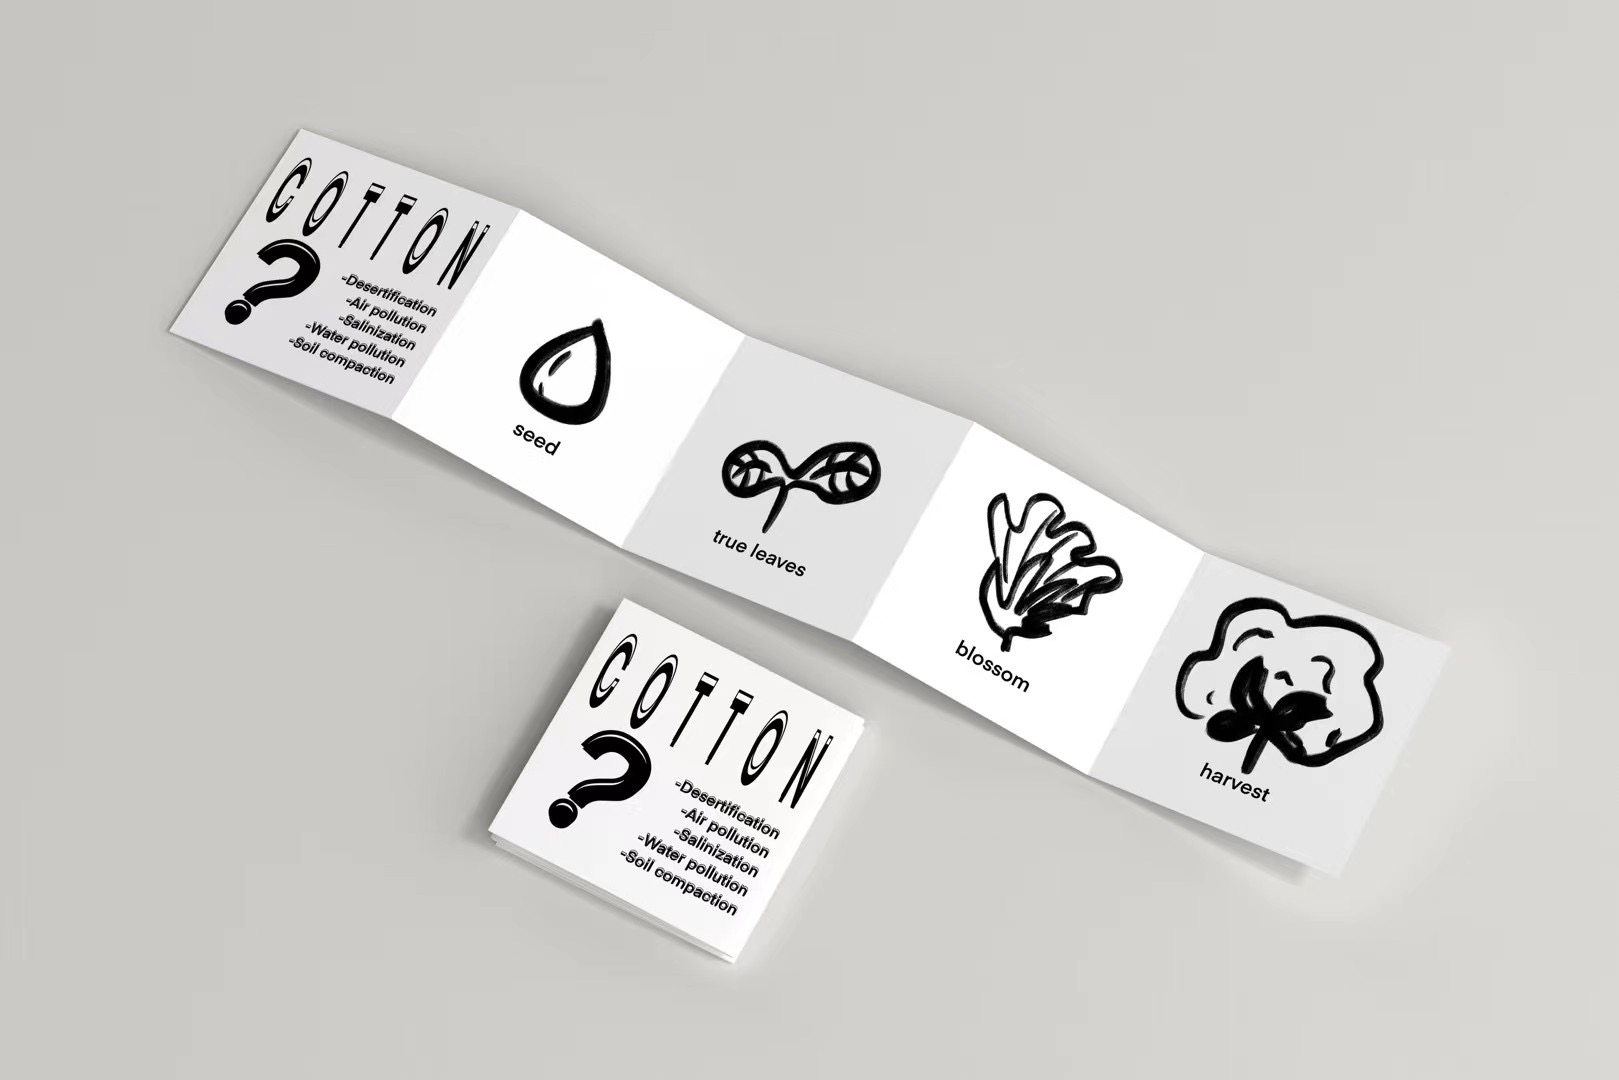 COTTON
?
-Desertification
-Air pollution
-Salinization
-Water pollution
-Soil compaction
seed
true leaves
blossom
harvest
COTTON
?
-Desertification
-Air pollution
-Salinization
-Water pollution
-Soil compaction